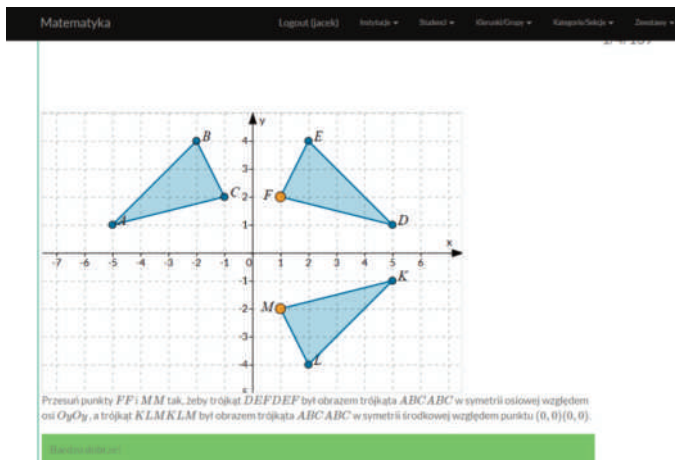 Matematyka Logout (jacek) Instytucje Studenci Kierunki/Grupy Kategorie/Sekcje Zestawy
y
B E
4
3
C 2 F
A 1 D
x
-7 -6 -5 -4 -3 -2 -1 0 1 2 3 4 5 6
-1 K
-2 M
-3
-4 L
Przesuń punkty FF i MM tak, żeby trójkąt DEFDEF był obrazem trójkąta ABCABC w symetrii osiowej względem
osi OyOy, a trójkąt KLMKLM był obrazem trójkąta ABCABC w symetrii środkowej względem punktu (0, 0)(0, 0).
Bardzo dobrze!